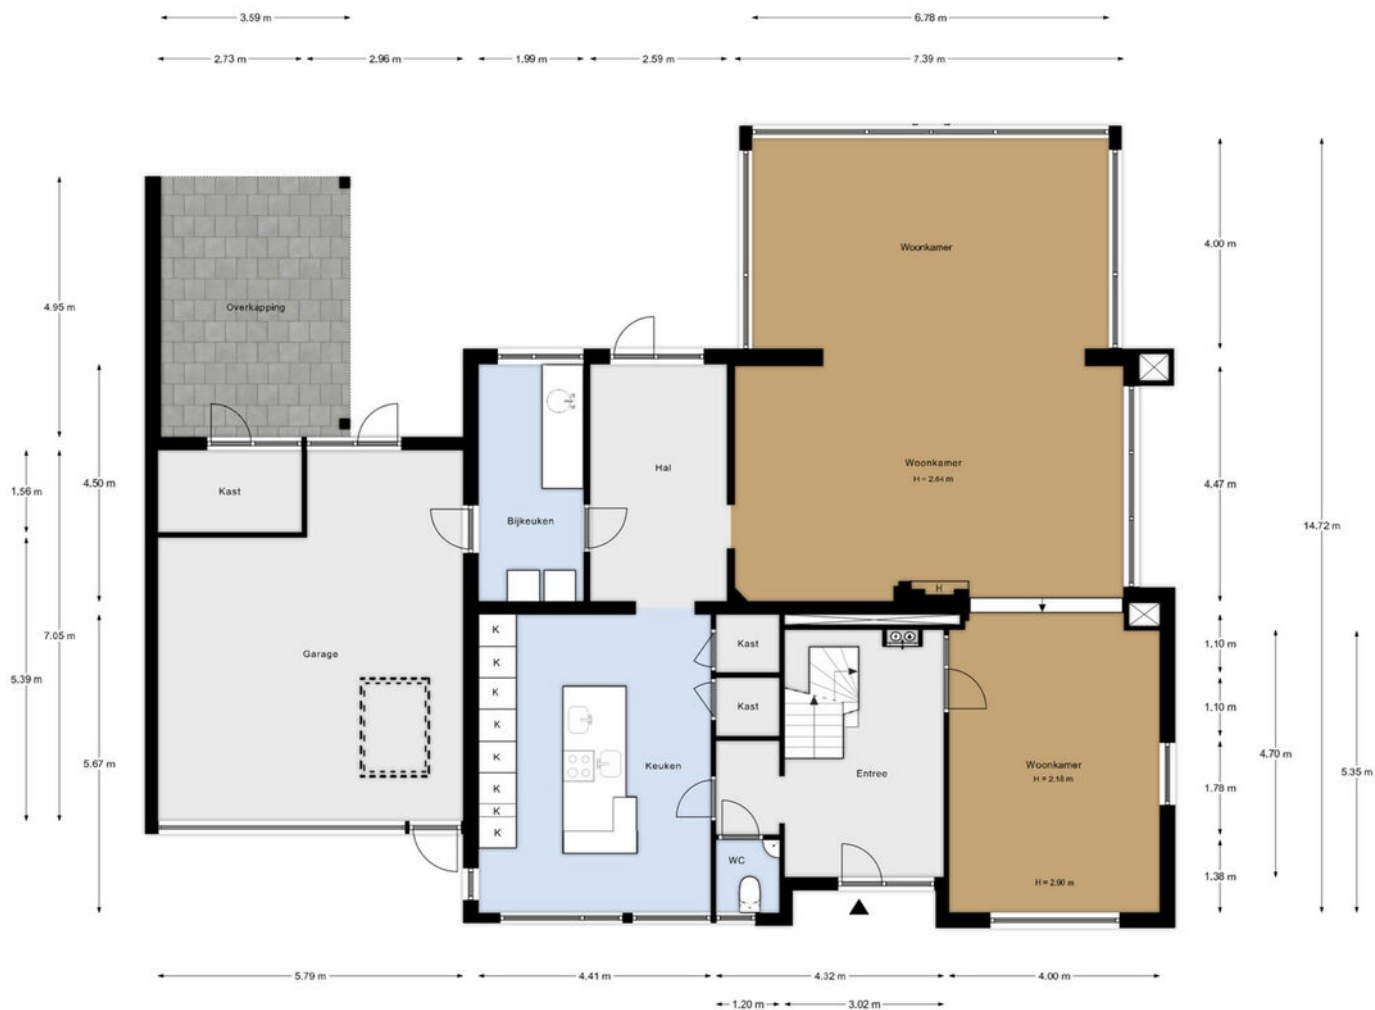 3.59 m
6.78 m
2.73 m
2.96 m
1.99 m
2.59 m
7.39 m
Woonkamer
4.00 m
Overkapping
4.95 m
Hal
Woonkamer
H = 2.64 m
1.56 m
4.50 m
Kast
4.47 m
Bijkeuken
14.72 m
H
7.05 m
K
Kast
1.10 m
Garage
K
5.39 m
K
Kast
1.10 m
K
4.70 m
K
Keuken
Entree
Woonkamer
H = 2.18 m
5.67 m
5.35 m
K
1.78 m
K
K
WC
1.38 m
H = 2.90 m
5.79 m
4.41 m
4.32 m
4.00 m
1.20 m
3.02 m